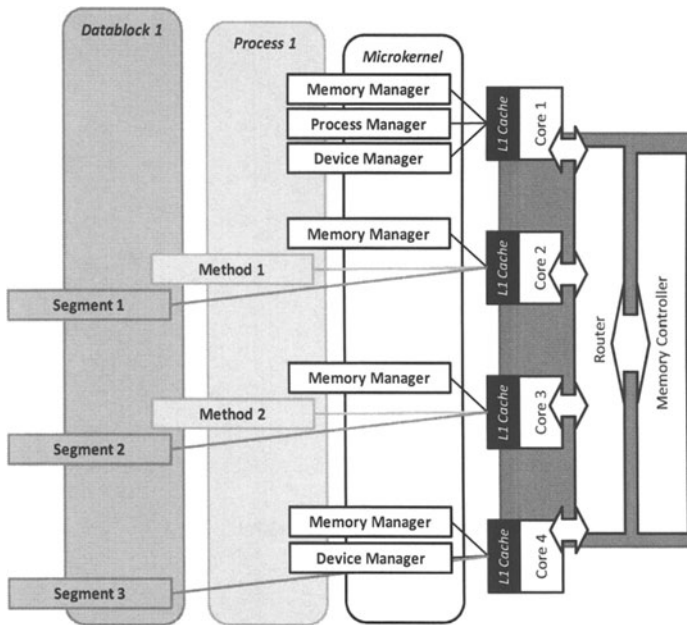 Datablock 1
Process 1
Microkernel
Memory Manager
Process Manager
Device Manager
L1 Cache
Core 1
Memory Manager
Method 1
Segment 1
L1 Cache
Core 2
Router
Memory Controller
Memory Manager
Method 2
Segment 2
L1 Cache
Core 3
Memory Manager
Device Manager
Segment 3
L1 Cache
Core 4